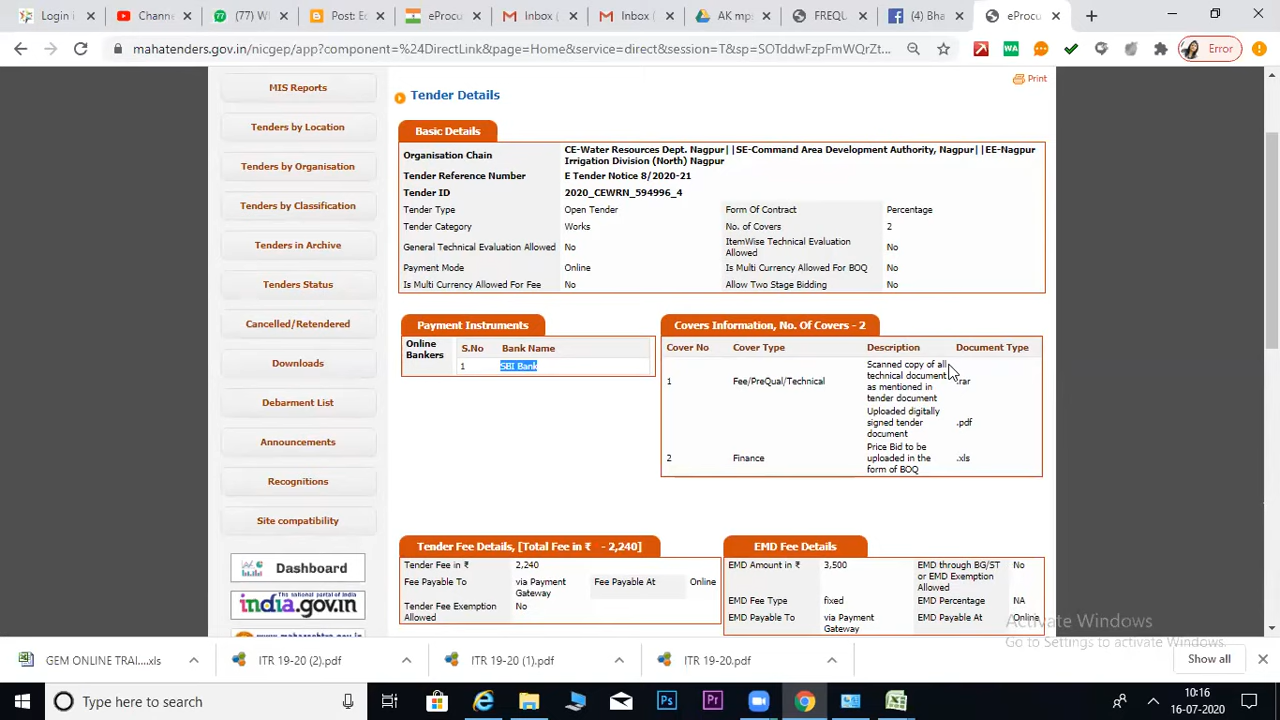 Login i
Channe
(77) WI
Post: Ed
eProcu
Inbox (
Inbox
AK mp
FREQ
(4) Bha
eProc
mahatenders.gov.in/nicgep/app?component=%24DirectLink&page=Home&service=direct&session=T&sp=SOTddwFzpFmWQrZt...
Error
MIS Reports
Tenders by Location
Tenders by Organisation
Tenders by Classification
Tenders in Archive
Tenders Status
Cancelled/Retendered
Downloads
Debarment List
Announcements
Recognitions
Site compatibility
Dashboard
india.gov.in
Print
Tender Details
Basic Details
Organisation Chain CE-Water Resources Dept. Nagpur||SE-Command Area Development Authority, Nagpur||EE-Nagpur
Irrigation Division (North) Nagpur
Tender Reference Number E Tender Notice 8/2020-21
Tender ID 2020_CEWRN_594996_4
Tender Type Open Tender Form Of Contract Percentage
Tender Category Works No. of Covers 2
General Technical Evaluation Allowed No ItemWise Technical Evaluation
Allowed No
Payment Mode Online Is Multi Currency Allowed For BOQ No
Is Multi Currency Allowed For Fee No Allow Two Stage Bidding No
Payment Instruments
Online
Bankers
S.No Bank Name
1 SBI Bank
Covers Information, No. Of Covers - 2
Cover No Cover Type Description Document Type
1 Fee/PreQual/Technical
Scanned copy of all
technical document
as mentioned in
tender document
.rar
Uploaded digitally
signed tender
document
.pdf
2 Finance
Price Bid to be
uploaded in the
form of BOQ
.xls
Tender Fee Details, [Total Fee in ₹ - 2,240]
Tender Fee in ₹ 2,240
Fee Payable To via Payment
Gateway
Fee Payable At Online
Tender Fee Exemption
Allowed
No
EMD Fee Details
EMD Amount in ₹ 3,500 EMD through BG/ST
or EMD Exemption
Allowed
No
EMD Fee Type fixed EMD Percentage NA
EMD Payable To via Payment
Gateway
EMD Payable At Online
Activate Windows
Go to Settings to activate Windows.
GEM ONLINE TRAI....xls
ITR 19-20 (2).pdf
ITR 19-20 (1).pdf
ITR 19-20.pdf
Show all
Type here to search
10:16
16-07-2020